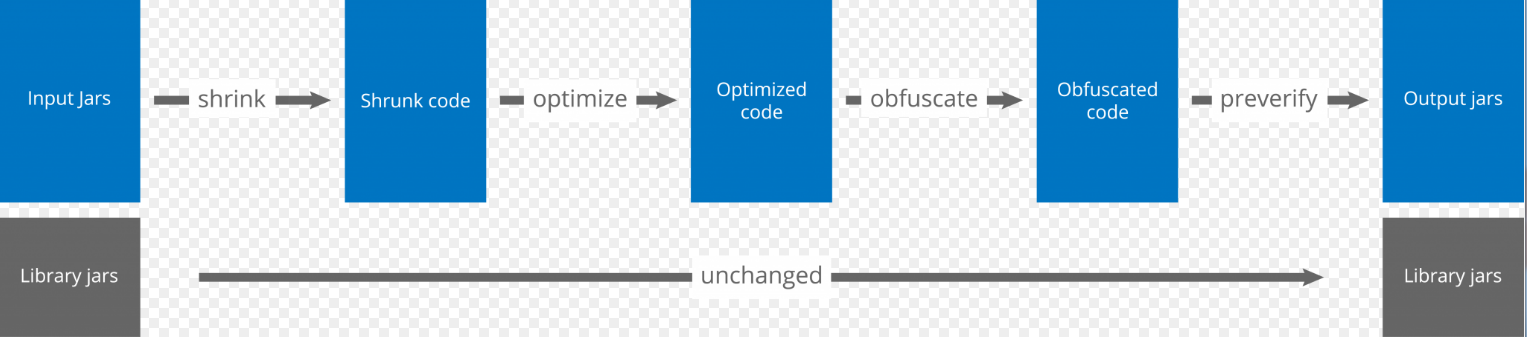 Input Jars
shrink
Shrunk code
optimize
Optimized
code
obfuscate
Obfuscated
code
preverify
Output jars
Library jars
unchanged
Library jars